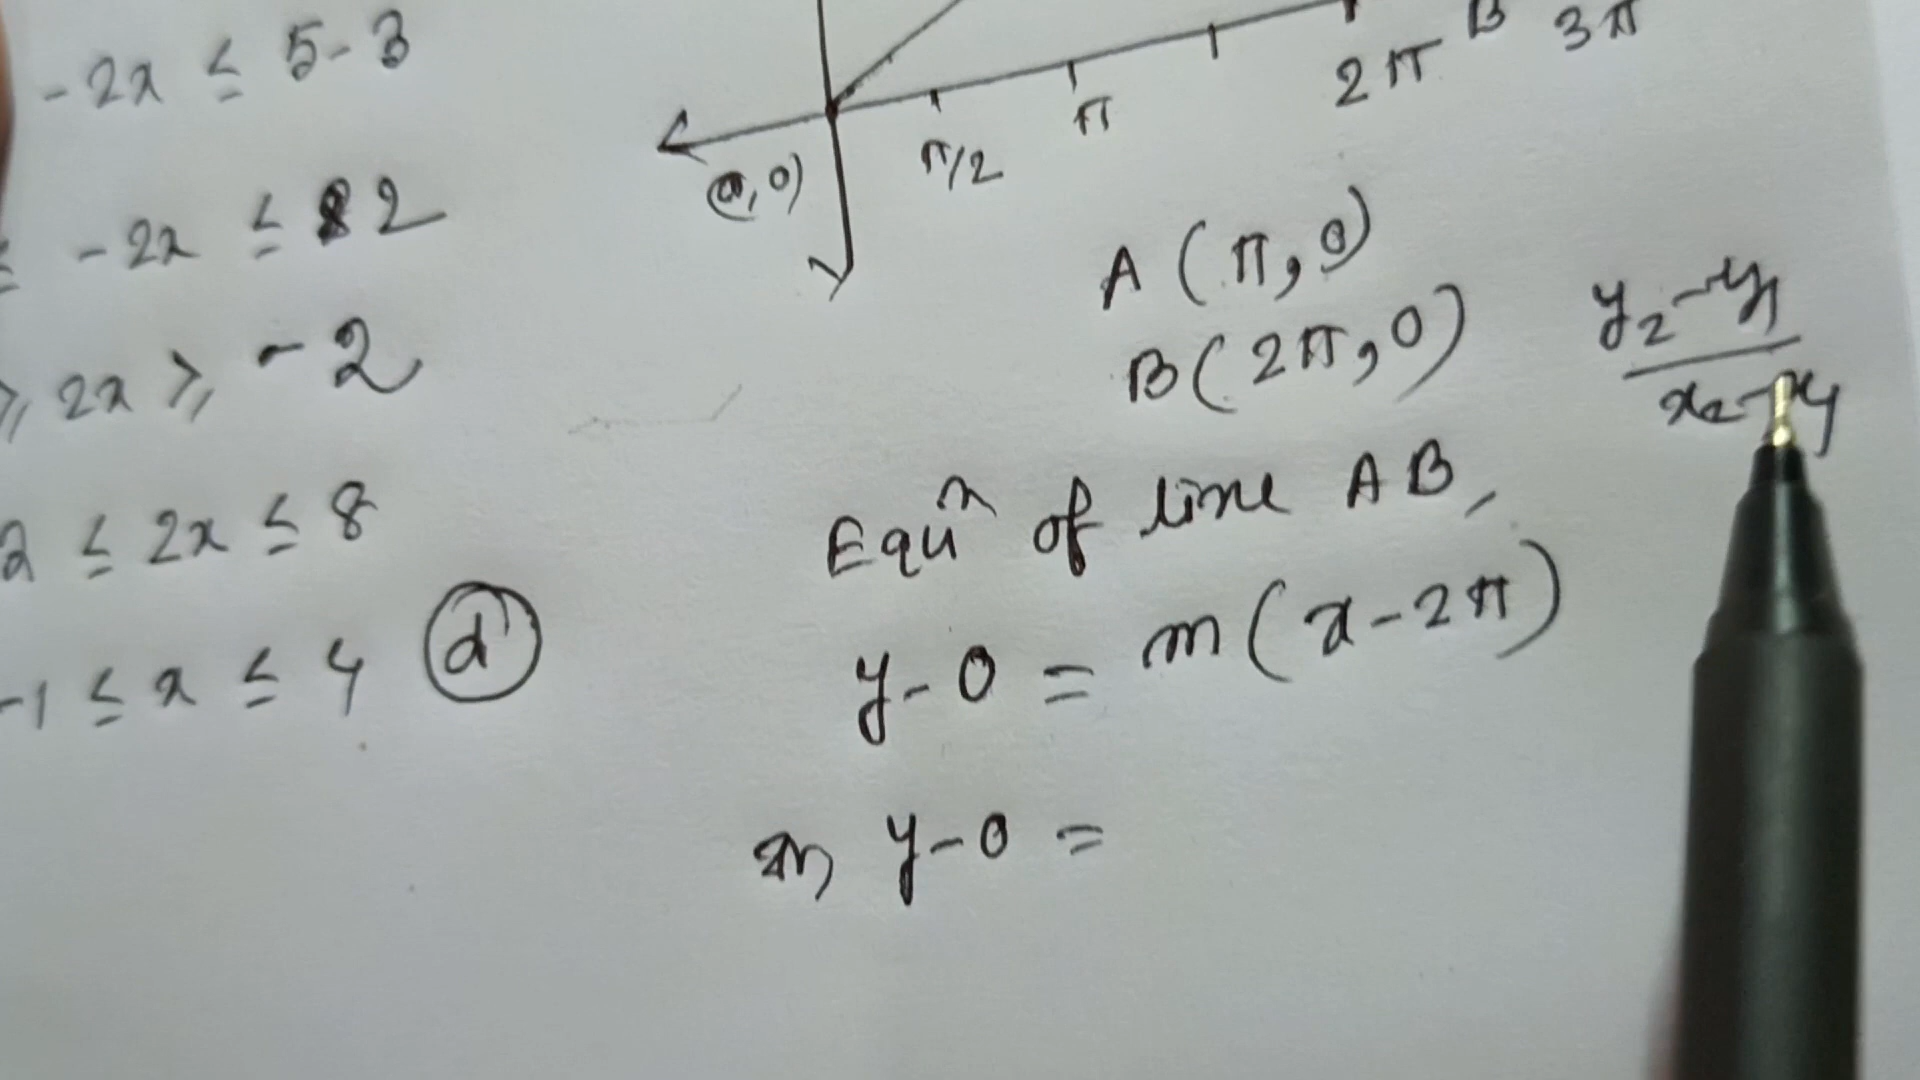 -2x ≤ 5-3
≤ -2x ≤ 2
⩾ 2x ⩾ -2
2 ≤ 2x ≤ 8
-1 ≤ x ≤ 4 (d)
(0,0)
π/2
π
2π
B
3π
A (π, 0)
B (2π, 0)
y2-y1
x2-x1
Equⁿ of line AB,
y-0 = m(x-2π)
y-0 =